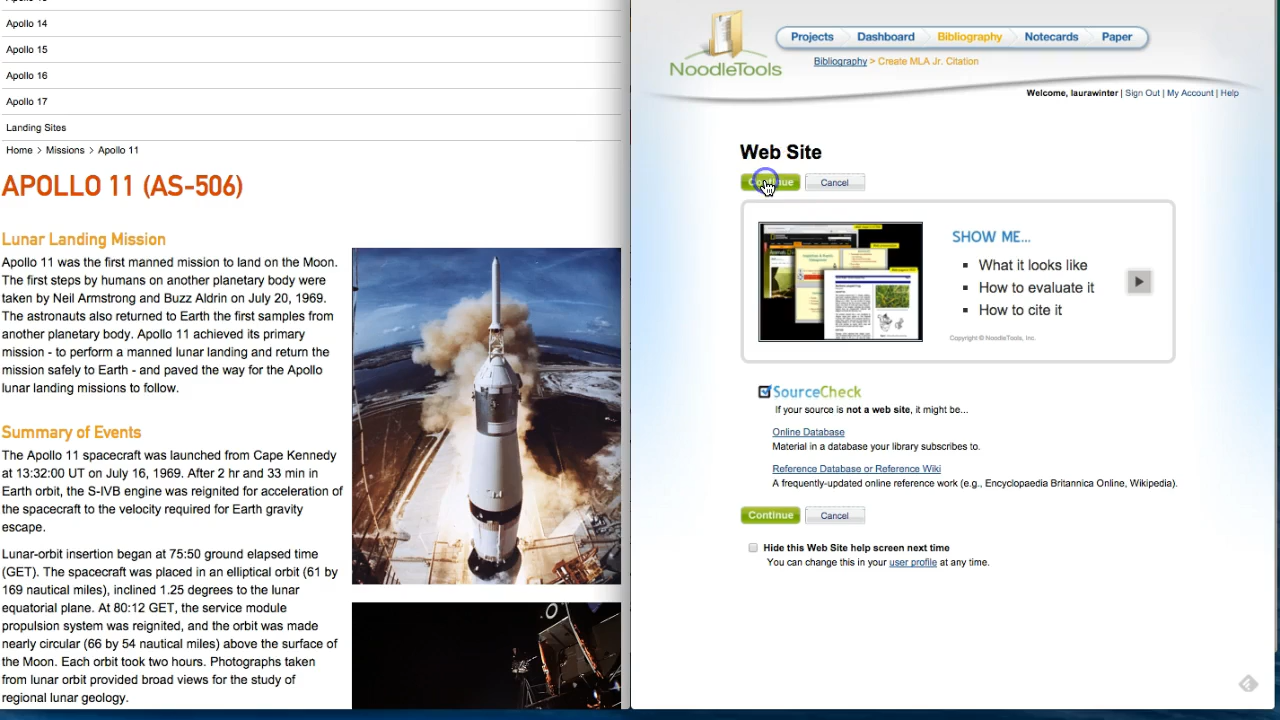 Apollo 14
Apollo 15
Apollo 16
Apollo 17
Landing Sites
Home > Missions > Apollo 11
APOLLO 11 (AS-506)
Lunar Landing Mission
Apollo 11 was the first manned mission to land on the Moon.
The first steps by humans on another planetary body were
taken by Neil Armstrong and Buzz Aldrin on July 20, 1969.
The astronauts also returned to Earth the first samples from
another planetary body. Apollo 11 achieved its primary
mission - to perform a manned lunar landing and return the
mission safely to Earth - and paved the way for the Apollo
lunar landing missions to follow.
Summary of Events
The Apollo 11 spacecraft was launched from Cape Kennedy
at 13:32:00 UT on July 16, 1969. After 2 hr and 33 min in
Earth orbit, the S-IVB engine was reignited for acceleration of
the spacecraft to the velocity required for Earth gravity
escape.
Lunar-orbit insertion began at 75:50 ground elapsed time
(GET). The spacecraft was placed in an elliptical orbit (61 by
169 nautical miles), inclined 1.25 degrees to the lunar
equatorial plane. At 80:12 GET, the service module
propulsion system was reignited, and the orbit was made
nearly circular (66 by 54 nautical miles) above the surface of
the Moon. Each orbit took two hours. Photographs taken
from lunar orbit provided broad views for the study of
regional lunar geology.
NoodleTools
Projects Dashboard Bibliography Notecards Paper
Bibliography > Create MLA Jr. Citation
Welcome, laurawinter | Sign Out | My Account | Help
Web Site
Continue Cancel
SHOW ME...
What it looks like
How to evaluate it
How to cite it
Copyright © NoodleTools, Inc.
SourceCheck
If your source is not a web site, it might be...
Online Database
Material in a database your library subscribes to.
Reference Database or Reference Wiki
A frequently-updated online reference work (e.g., Encyclopaedia Britannica Online, Wikipedia).
Continue Cancel
Hide this Web Site help screen next time
You can change this in your user profile at any time.